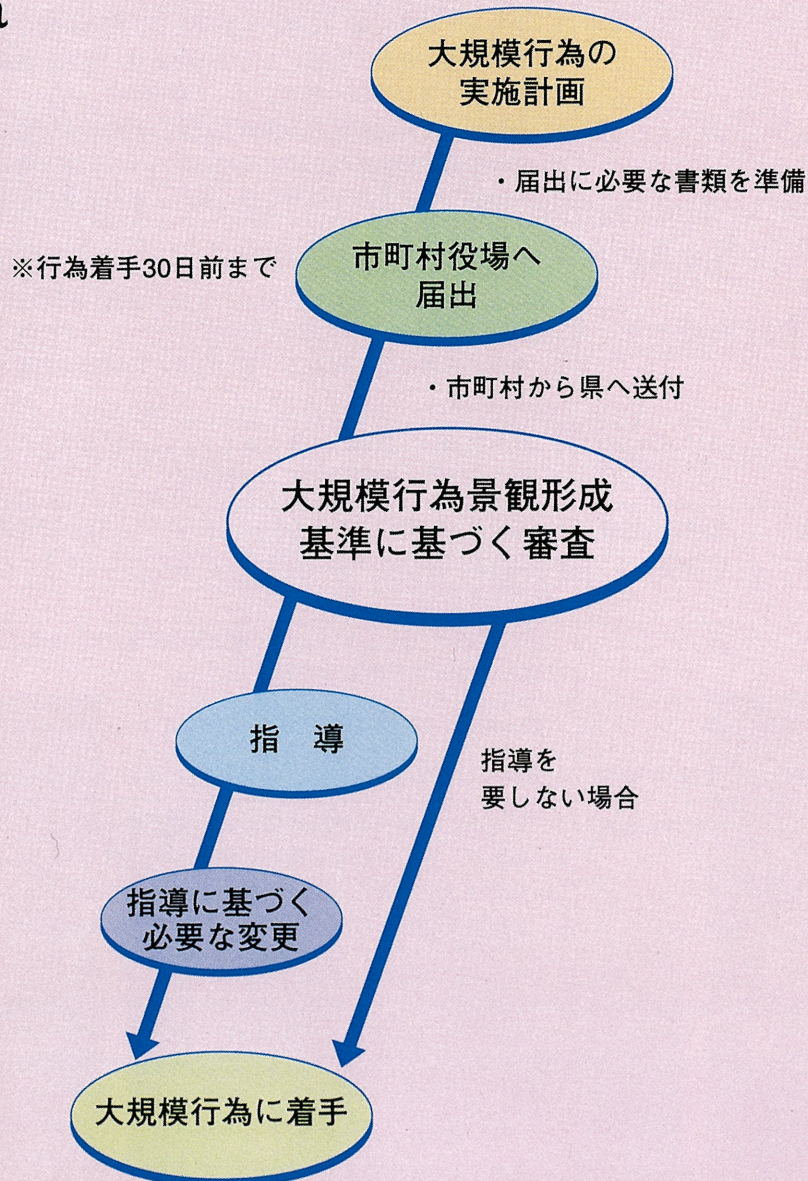 大規模行為の
実施計画
・届出に必要な書類を準備
※行為着手30日前まで
市町村役場へ
届出
・市町村から県へ送付
大規模行為景観形成
基準に基づく審査
指 導
指導を
要しない場合
指導に基づく
必要な変更
大規模行為に着手